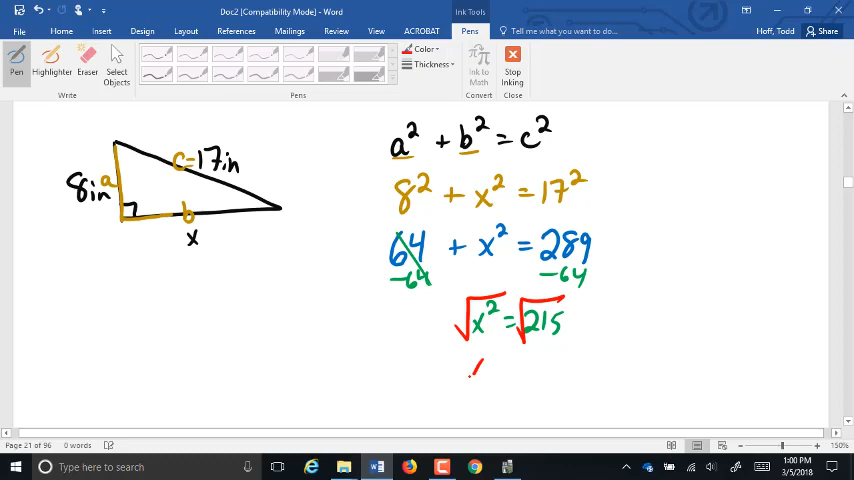 Doc2 [Compatibility Mode] - Word
Ink Tools
File
Home
Insert
Design
Layout
References
Mailings
Review
View
ACROBAT
Pens
Tell me what you want to do...
Hoff, Todd
Share
Pen
Highlighter
Eraser
Select Objects
Color
Thickness
Ink to Math
Stop Inking
Write
Pens
Convert
Close
8in
a
c=17in
b
x
a² + b² = c²
8² + x² = 17²
64 + x² = 289
-64 -64
√x² = √215
Page 21 of 96
0 words
150%
Type here to search
1:00 PM
3/5/2018